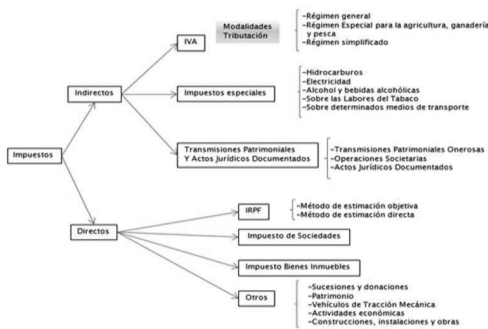 Modalidades
Tributación
-Régimen general
-Régimen Especial para la agricultura, ganadería
y pesca
-Régimen simplificado
IVA
-Hidrocarburos
-Electricidad
-Alcohol y bebidas alcohólicas
-Sobre las Labores del Tabaco
-Sobre determinados medios de transporte
Indirectos
Impuestos especiales
Transmisiones Patrimoniales
Y Actos Jurídicos Documentados
-Transmisiones Patrimoniales Onerosas
-Operaciones Societarias
-Actos Jurídicos Documentados
Impuestos
IRPF
-Método de estimación objetiva
-Método de estimación directa
Directos
Impuesto de Sociedades
Impuesto Bienes Inmuebles
Otros
-Sucesiones y donaciones
-Patrimonio
-Vehículos de Tracción Mecánica
-Actividades económicas
-Construcciones, instalaciones y obras